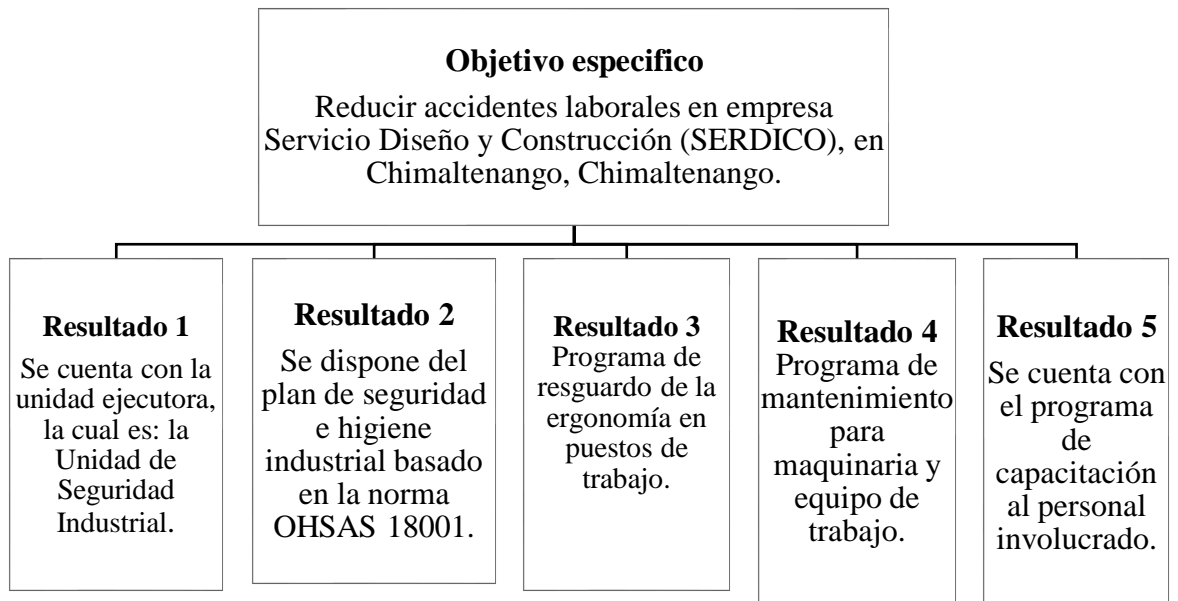 Objetivo especifico
Reducir accidentes laborales en empresa
Servicio Diseño y Construcción (SERDICO), en
Chimaltenango, Chimaltenango.
Resultado 1
Se cuenta con la
unidad ejecutora,
la cual es: la
Unidad de
Seguridad
Industrial.
Resultado 2
Se dispone del
plan de seguridad
e higiene
industrial basado
en la norma
OHSAS 18001.
Resultado 3
Programa de
resguardo de la
ergonomía en
puestos de
trabajo.
Resultado 4
Programa de
mantenimiento
para
maquinaria y
equipo de
trabajo.
Resultado 5
Se cuenta con
el programa
de
capacitación
al personal
involucrado.